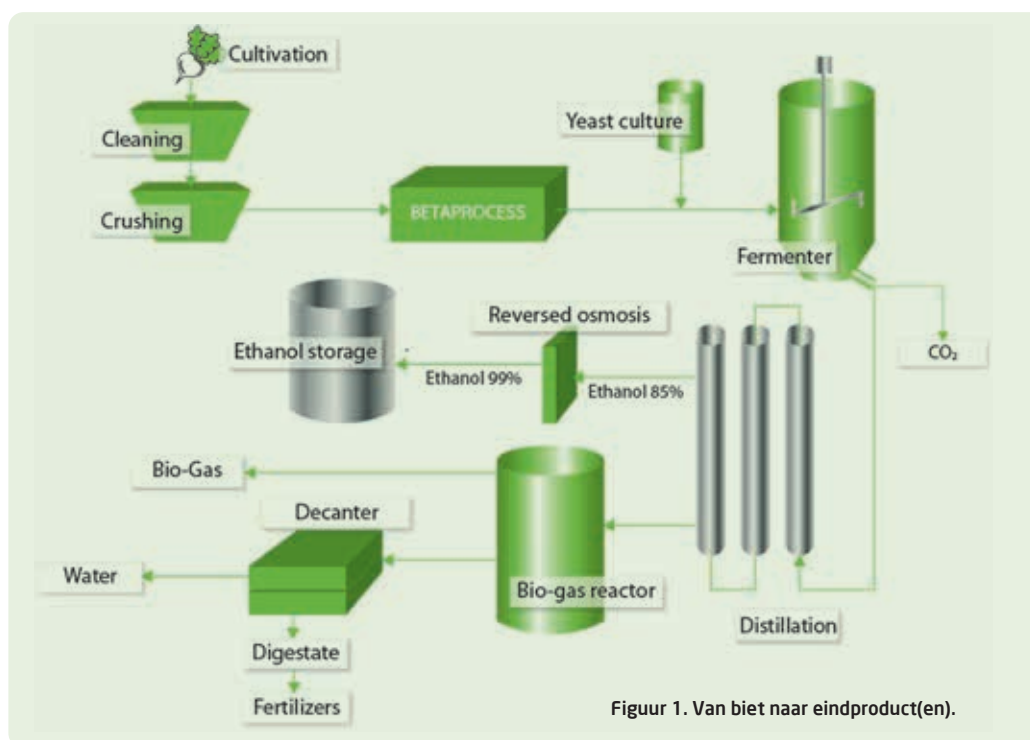 Cultivation
Cleaning
Crushing
BETAPROCESS
Yeast culture
Fermenter
CO₂
Reversed osmosis
Ethanol storage
Ethanol 99%
Ethanol 85%
Bio-Gas
Decanter
Water
Bio-gas reactor
Distillation
Digestate
Fertilizers
Figuur 1. Van biet naar eindproduct(en).